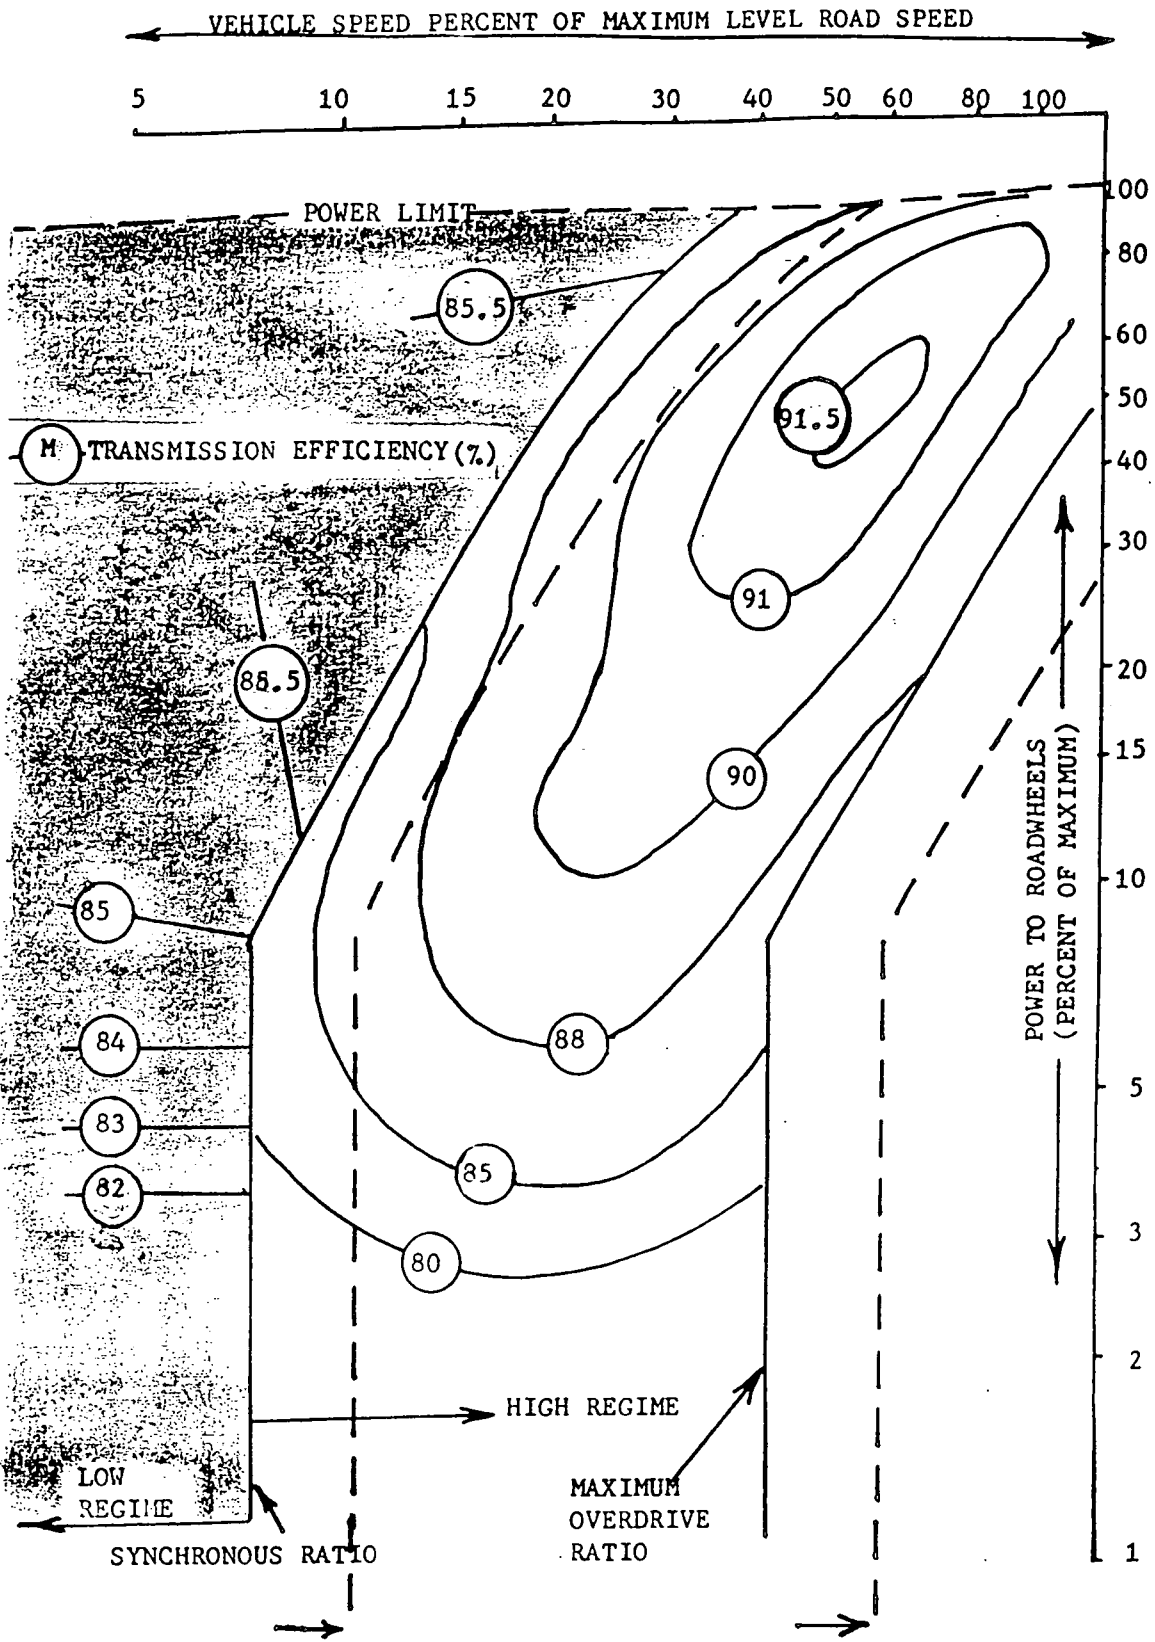 VEHICLE SPEED PERCENT OF MAXIMUM LEVEL ROAD SPEED
5 10 15 20 30 40 50 60 80 100
100
POWER LIMIT
80
85.5
60
50
91.5
M TRANSMISSION EFFICIENCY (%)
40
30
91
20
15
90
10
85
POWER TO ROADWHEELS
(PERCENT OF MAXIMUM)
88
84
5
83
85
82
3
80
2
HIGH REGIME
LOW
REGIME
MAXIMUM
OVERDRIVE
RATIO
SYNCHRONOUS RATIO
1